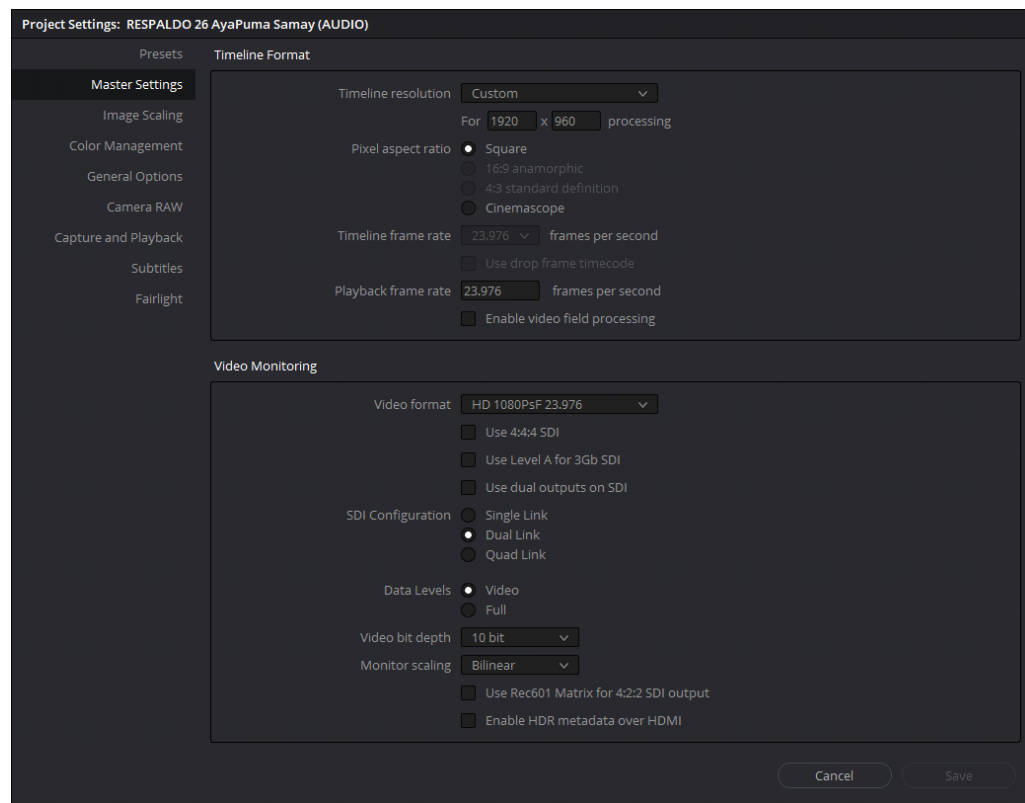 Project Settings: RESPALDO 26 AyaPuma Samay (AUDIO)
Presets
Master Settings
Image Scaling
Color Management
General Options
Camera RAW
Capture and Playback
Subtitles
Fairlight
Timeline Format
Timeline resolution Custom
For 1920 x 960 processing
Pixel aspect ratio Square
16:9 anamorphic
4:3 standard definition
Cinemascope
Timeline frame rate 23.976 frames per second
Use drop frame timecode
Playback frame rate 23.976 frames per second
Enable video field processing
Video Monitoring
Video format HD 1080PsF 23.976
Use 4:4:4 SDI
Use Level A for 3Gb SDI
Use dual outputs on SDI
SDI Configuration Single Link
Dual Link
Quad Link
Data Levels Video
Full
Video bit depth 10 bit
Monitor scaling Bilinear
Use Rec601 Matrix for 4:2:2 SDI output
Enable HDR metadata over HDMI
Cancel Save